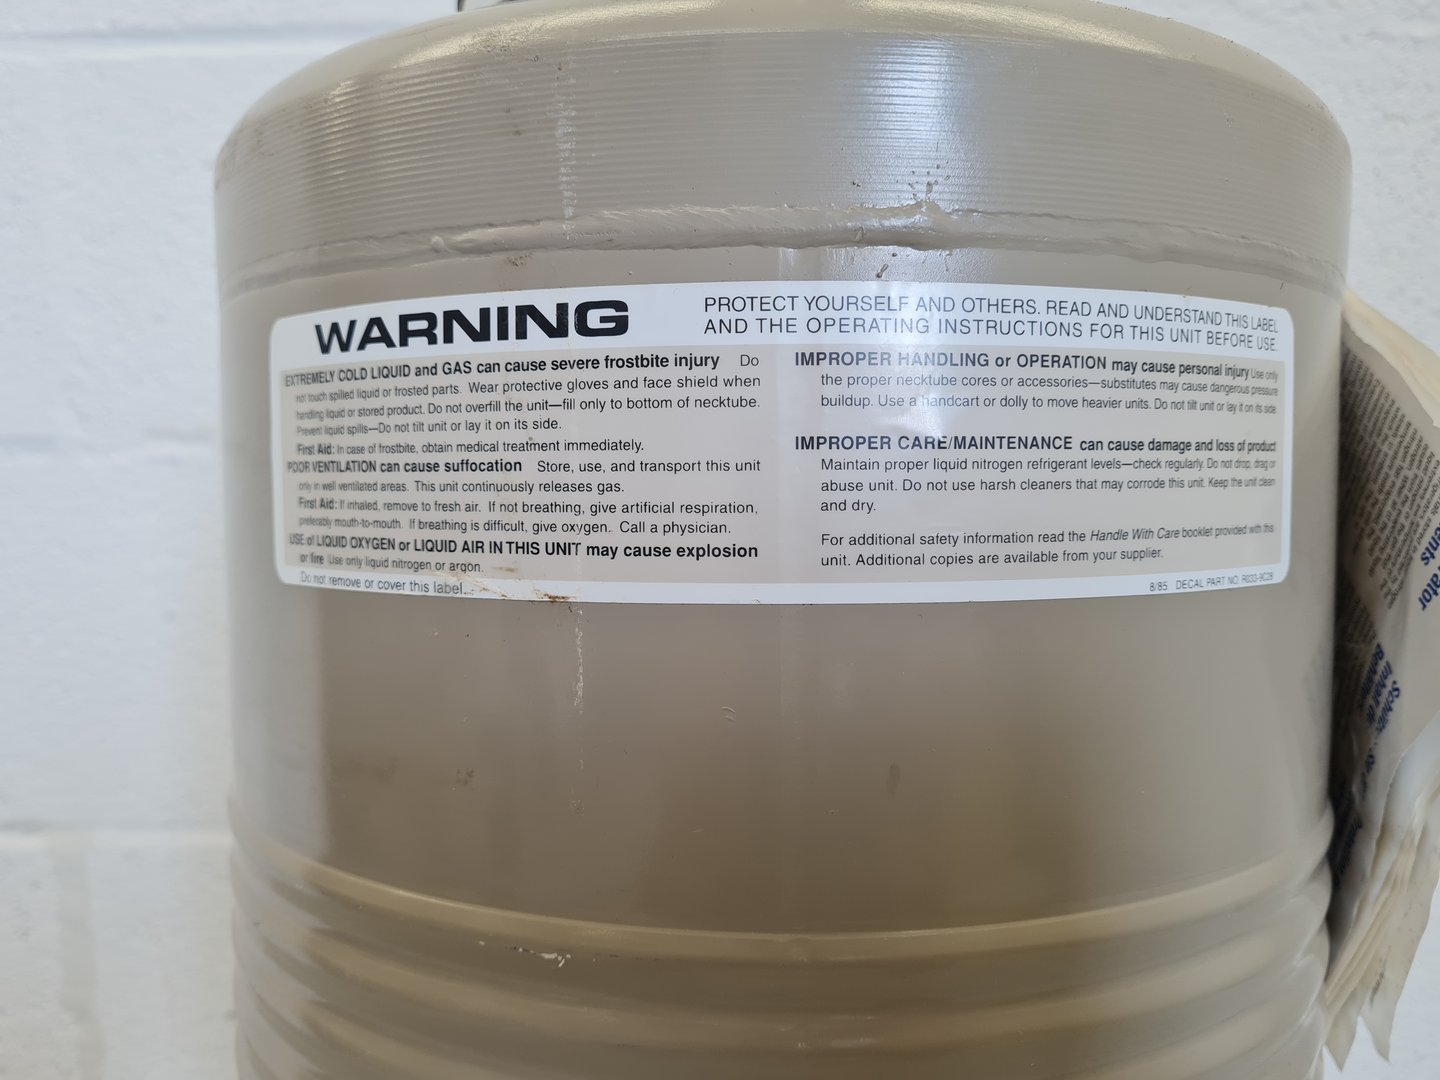 WARNING
PROTECT YOURSELF AND OTHERS. READ AND UNDERSTAND THIS LABEL
AND THE OPERATING INSTRUCTIONS FOR THIS UNIT BEFORE USE.
EXTREMELY COLD LIQUID and GAS can cause severe frostbite injury Do
not touch spilled liquid or frosted parts. Wear protective gloves and face shield when
handling liquid or stored product. Do not overfill the unit—fill only to bottom of necktube.
Prevent liquid spills—Do not tilt unit or lay it on its side.
First Aid: In case of frostbite, obtain medical treatment immediately.
POOR VENTILATION can cause suffocation Store, use, and transport this unit
only in well ventilated areas. This unit continuously releases gas.
First Aid: If inhaled, remove to fresh air. If not breathing, give artificial respiration,
preferably mouth-to-mouth. If breathing is difficult, give oxygen. Call a physician.
USE of LIQUID OXYGEN or LIQUID AIR IN THIS UNIT may cause explosion
or fire Use only liquid nitrogen or argon.
Do not remove or cover this label.
IMPROPER HANDLING or OPERATION may cause personal injury Use only
the proper necktube cores or accessories—substitutes may cause dangerous pressure
buildup. Use a handcart or dolly to move heavier units. Do not tilt unit or lay it on its side
IMPROPER CARE/MAINTENANCE can cause damage and loss of product
Maintain proper liquid nitrogen refrigerant levels—check regularly. Do not drop, drag or
abuse unit. Do not use harsh cleaners that may corrode this unit. Keep the unit clean
and dry.
For additional safety information read the Handle With Care booklet provided with this
unit. Additional copies are available from your supplier.
8/85 DECAL PART NO. R033-9C28